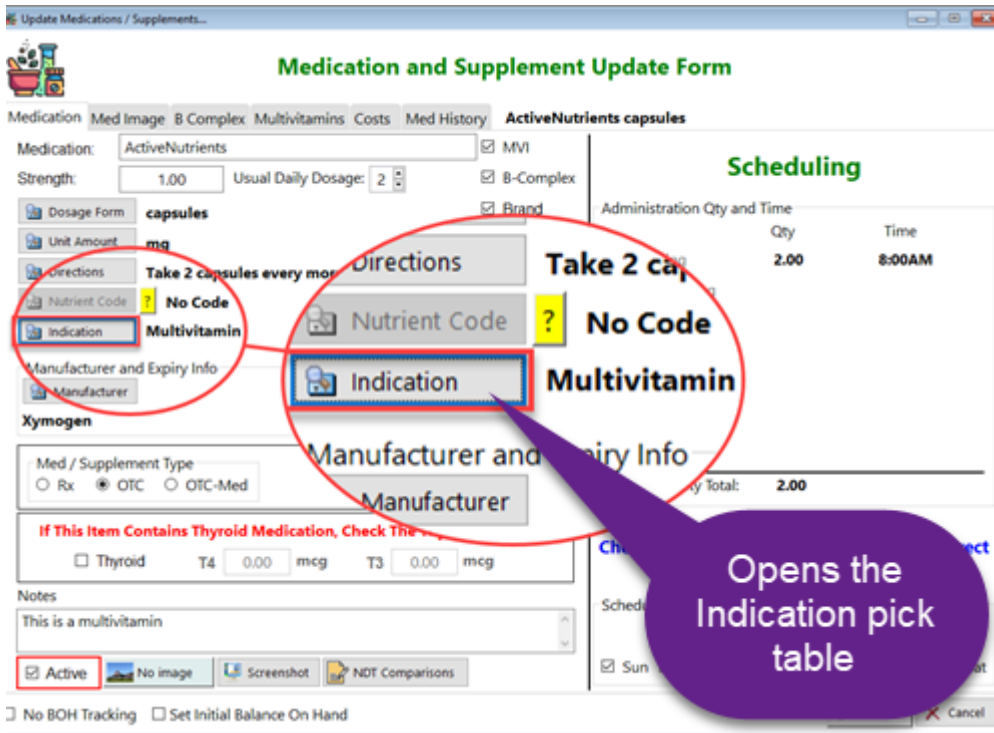 Update Medications / Supplements...
Medication and Supplement Update Form
Medication Med Image B Complex Multivitamins Costs Med History ActiveNutrients capsules
Medication: ActiveNutrients MVI
Strength: 1.00 Usual Daily Dosage: 2 B-Complex
Dosage Form capsules Brand
Unit Amount mg
Directions Take 2 capsules every mor
Nutrient Code ? No Code
Indication Multivitamin
Manufacturer and Expiry Info
Manufacturer
Xymogen
Med / Supplement Type
Rx OTC OTC-Med
If This Item Contains Thyroid Medication, Check The
Thyroid T4 0.00 mcg T3 0.00 mcg
Notes
This is a multivitamin
Active No image Screenshot NDT Comparisons
No BOH Tracking Set Initial Balance On Hand
Directions Take 2 cap
Nutrient Code ? No Code
Indication Multivitamin
Manufacturer and Expiry Info
Manufacturer
Scheduling
Administration Qty and Time
Qty Time
2.00 8:00AM
Total: 2.00
Sun
Cancel
Opens the
Indication pick
table